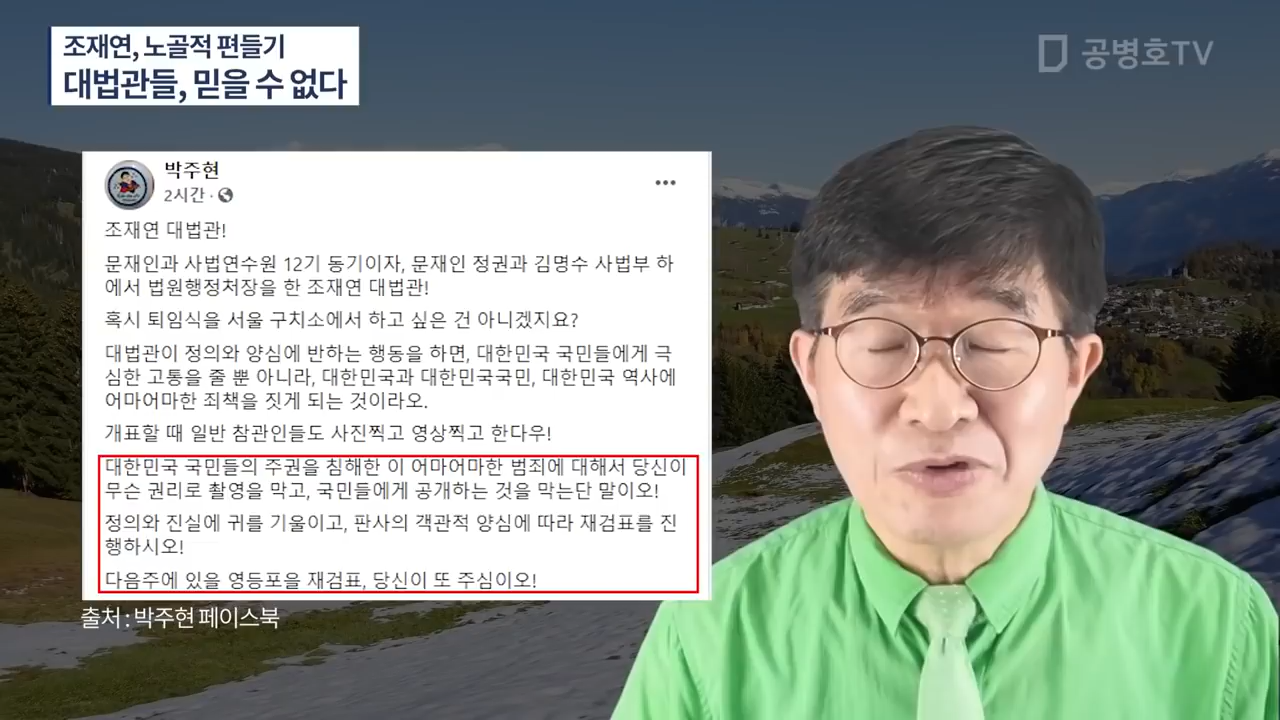 조재연, 노골적 편들기
대법관들, 믿을 수 없다
공병호TV
박주현
2시간 ·
조재연 대법관!
문재인과 사법연수원 12기 동기이자, 문재인 정권과 김명수 사법부 하
에서 법원행정처장을 한 조재연 대법관!
혹시 퇴임식을 서울 구치소에서 하고 싶은 건 아니겠지요?
대법관이 정의와 양심에 반하는 행동을 하면, 대한민국 국민들에게 극
심한 고통을 줄 뿐 아니라, 대한민국과 대한민국국민, 대한민국 역사에
어마어마한 죄책을 짓게 되는 것이라오.
개표할 때 일반 참관인들도 사진찍고 영상찍고 한다우!
대한민국 국민들의 주권을 침해한 이 어마어마한 범죄에 대해서 당신이
무슨 권리로 촬영을 막고, 국민들에게 공개하는 것을 막는단 말이오!
정의와 진실에 귀를 기울이고, 판사의 객관적 양심에 따라 재검표를 진
행하시오!
다음주에 있을 영등포을 재검표, 당신이 또 주심이오!
출처 : 박주현 페이스북